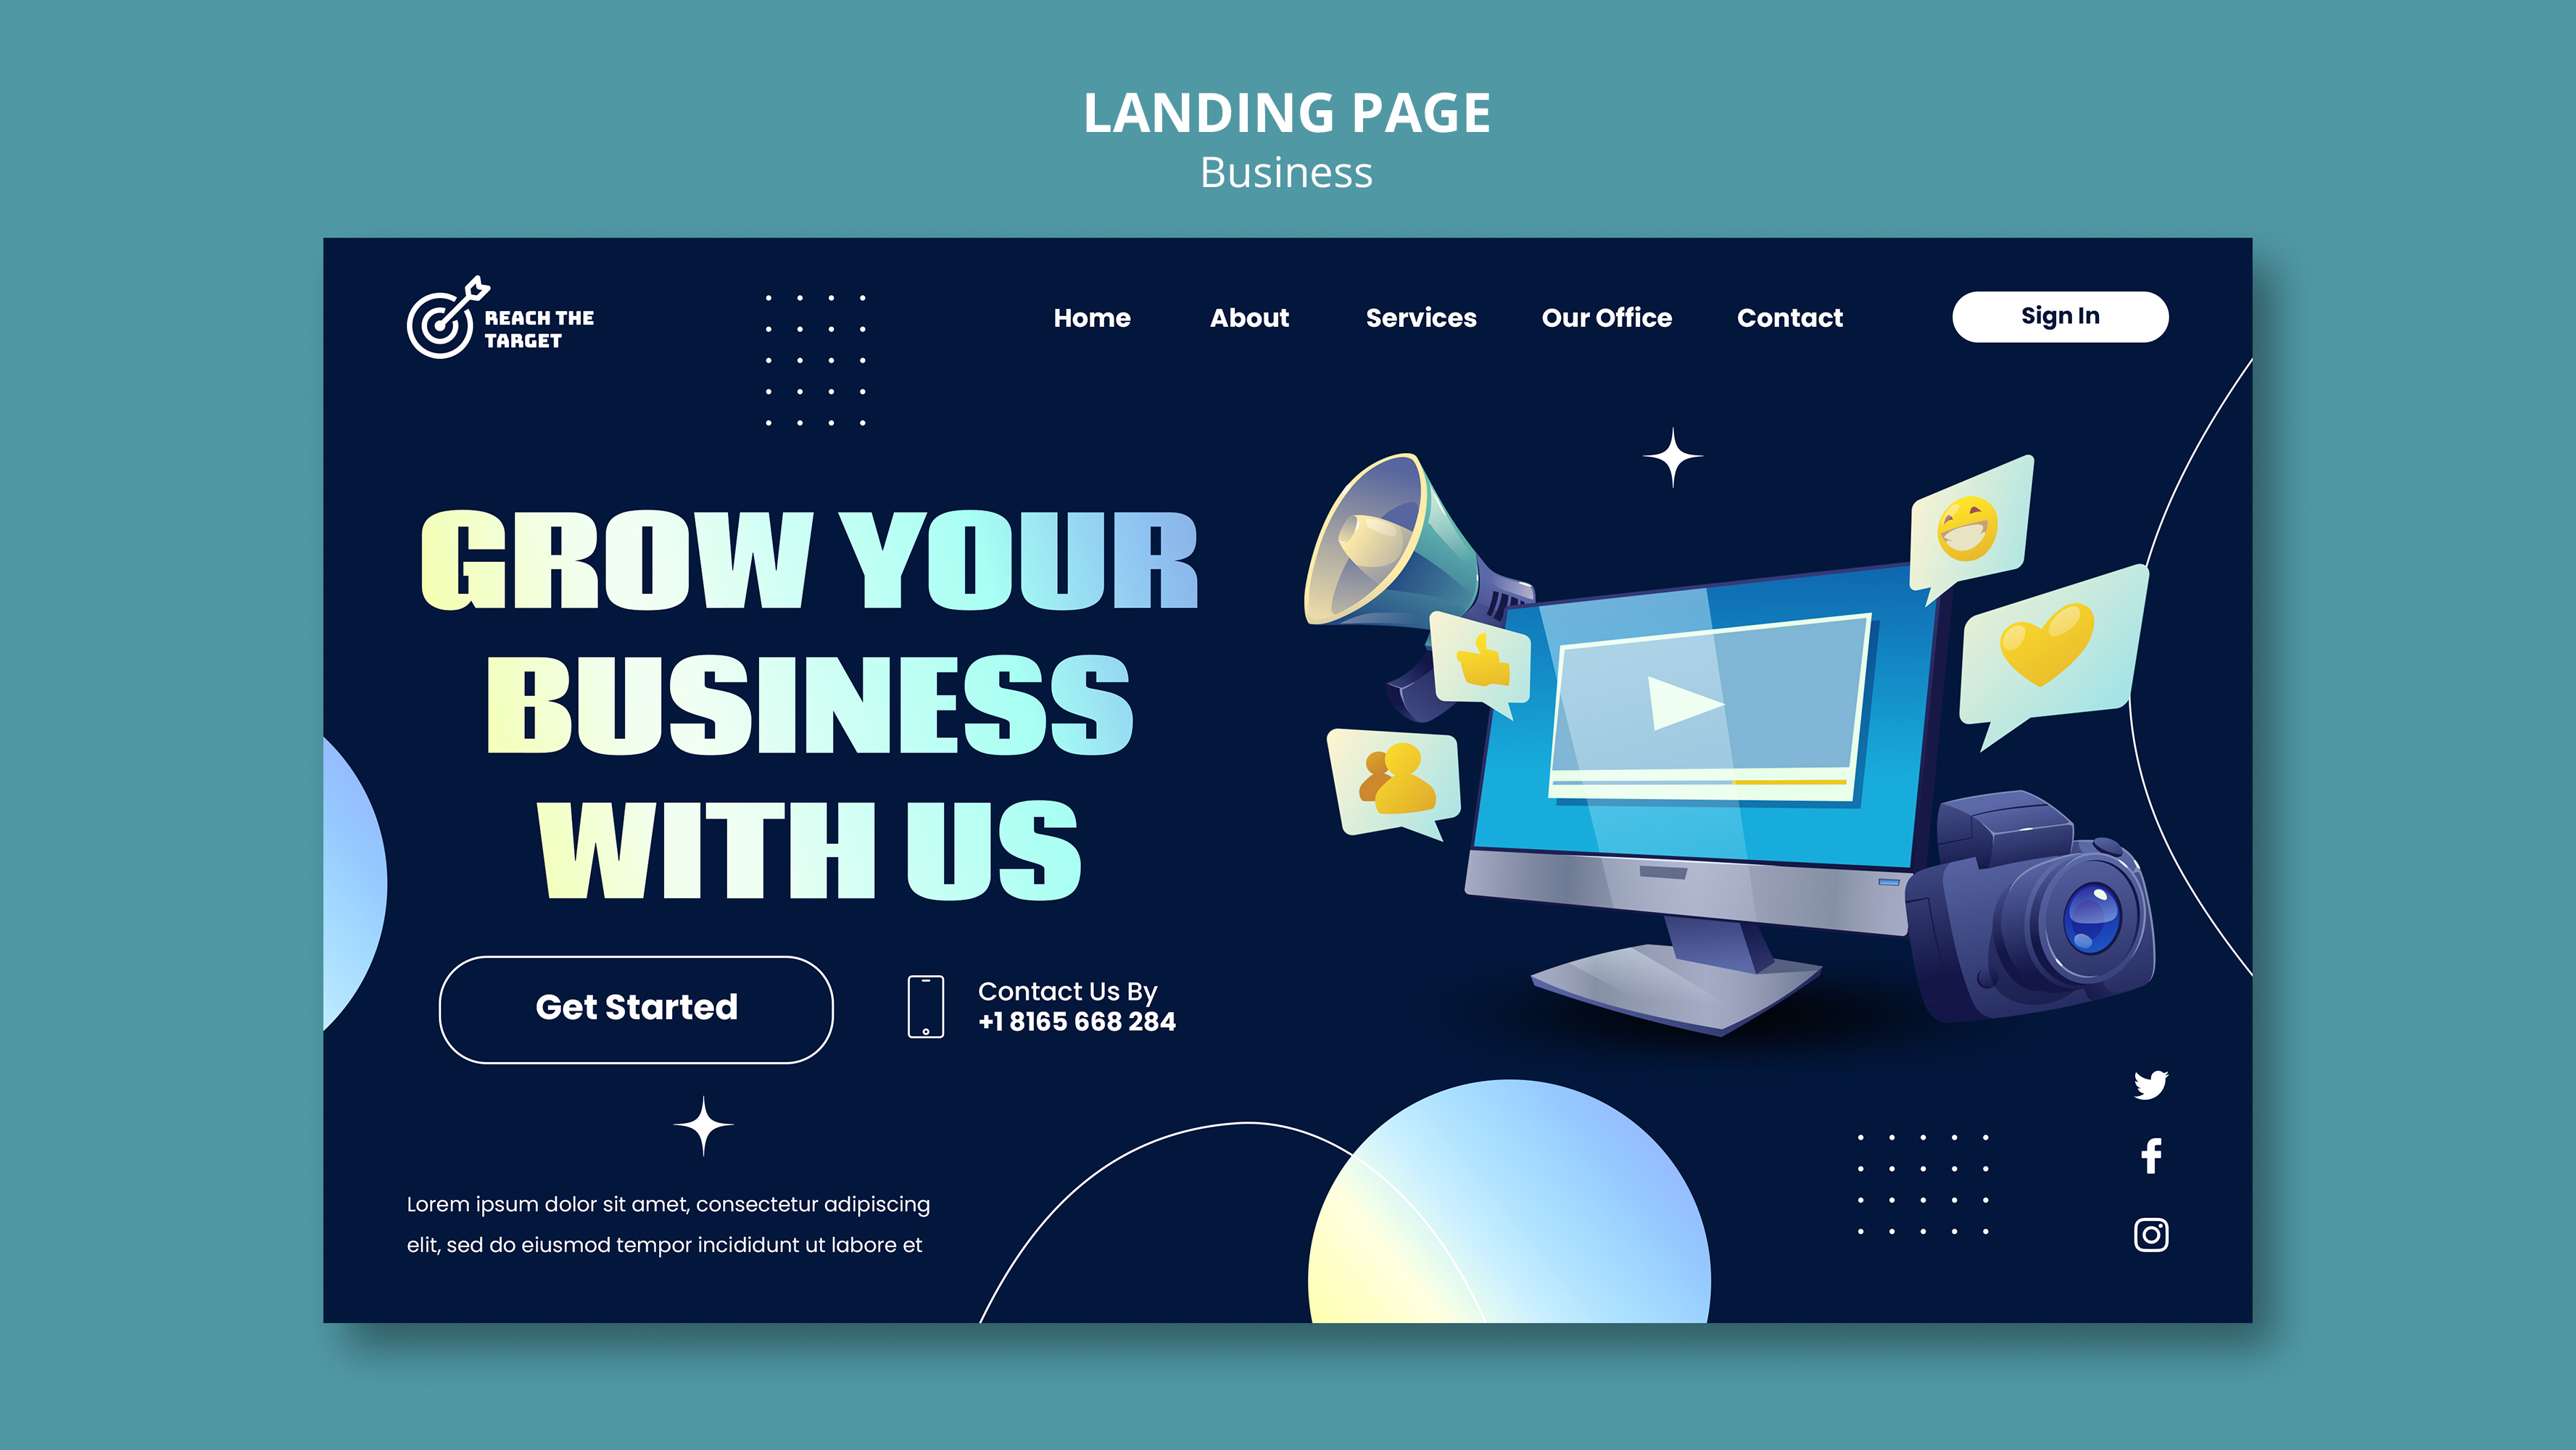 LANDING PAGE
Business
REACH THE
TARGET
Home About Services Our Office Contact Sign In
GROW YOUR
BUSINESS
WITH US
Get Started
Contact Us By
+1 8165 668 284
Lorem ipsum dolor sit amet, consectetur adipiscing
elit, sed do eiusmod tempor incididunt ut labore et